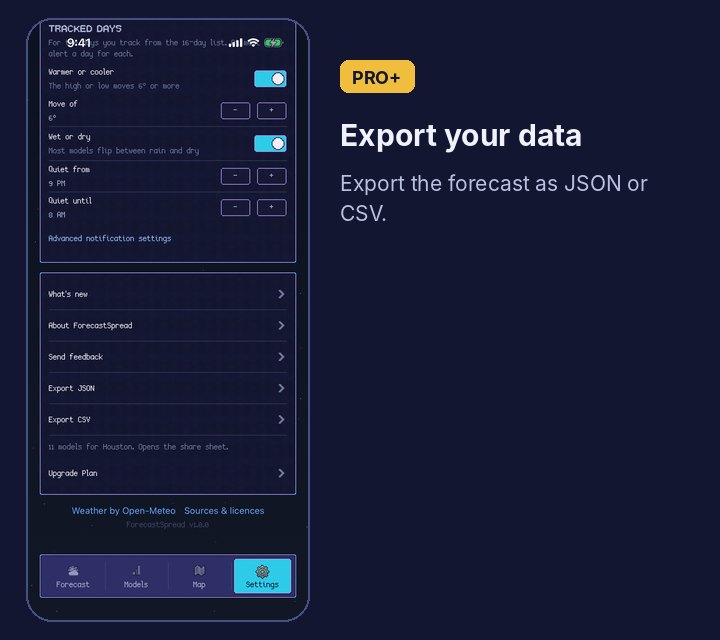 TRACKED DAYS
9:41
For days you track from the 16-day list.
alert a day for each.
Warmer or cooler
The high or low moves 6° or more
Move of
- +
6°
Wet or dry
Most models flip between rain and dry
Quiet from
- +
9 PM
Quiet until
- +
8 AM
Advanced notification settings
What's new
About ForecastSpread
Send feedback
Export JSON
Export CSV
11 models for Houston. Opens the share sheet.
Upgrade Plan
Weather by Open-Meteo Sources & licences
ForecastSpread v1.0.0
Forecast Models Map Settings
PRO+
Export your data
Export the forecast as JSON or
CSV.